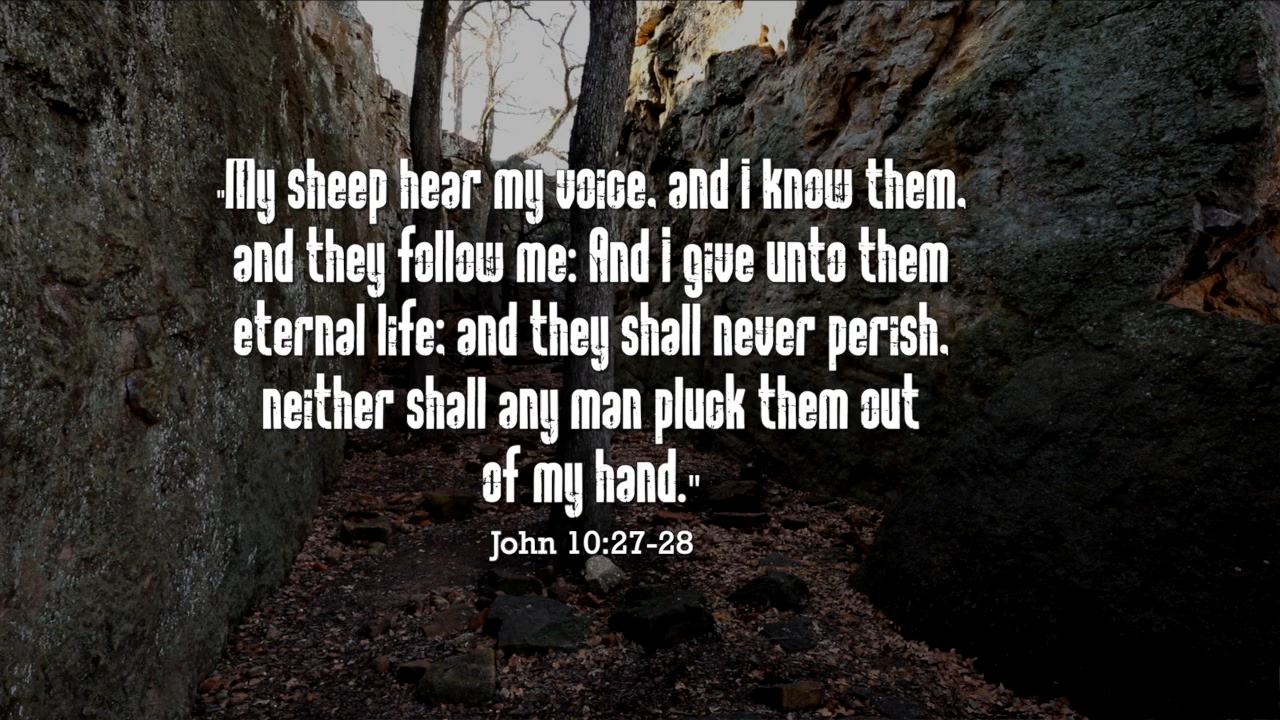 "My sheep hear my voice, and i know them,
and they follow me: And i give unto them
eternal life; and they shall never perish,
neither shall any man pluck them out
of my hand."
John 10:27-28